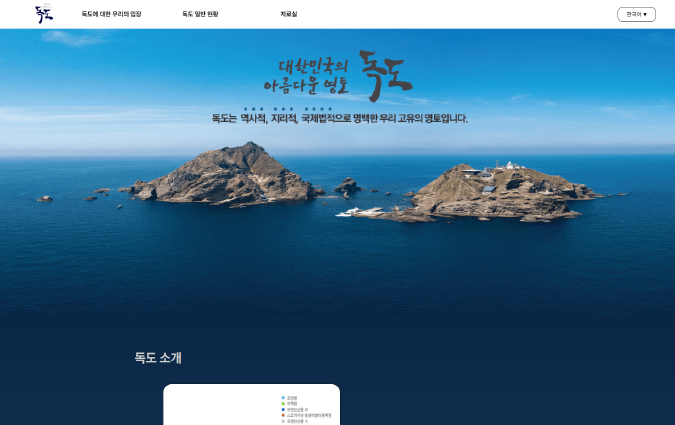 독도
독도에 대한 우리의 입장
독도 일반 현황
자료실
한국어 ▼
대한민국의
아름다운 영토
독도
독도는 역사적, 지리적, 국제법적으로 명백한 우리 고유의 영토입니다.
독도 소개